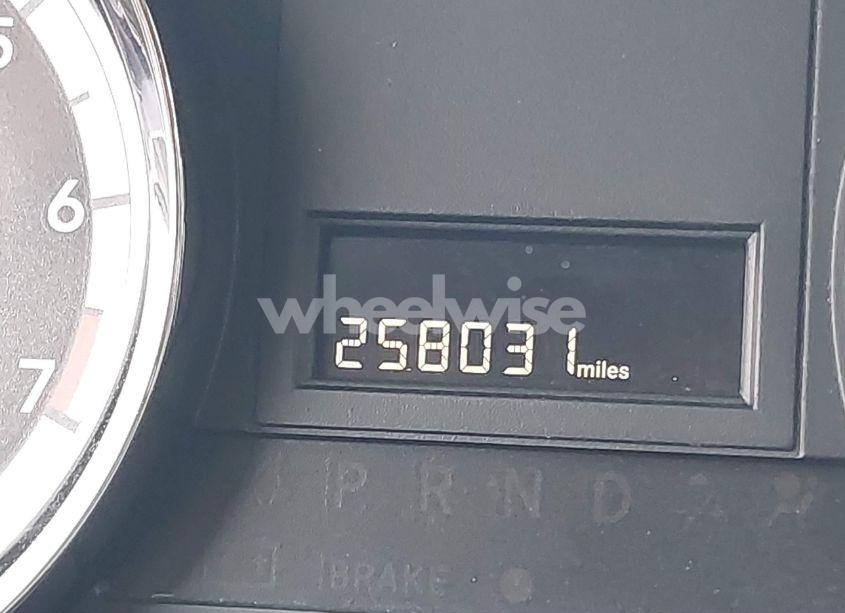 5
6
7
wheelwise
258031 miles
P R N D
BRAKE